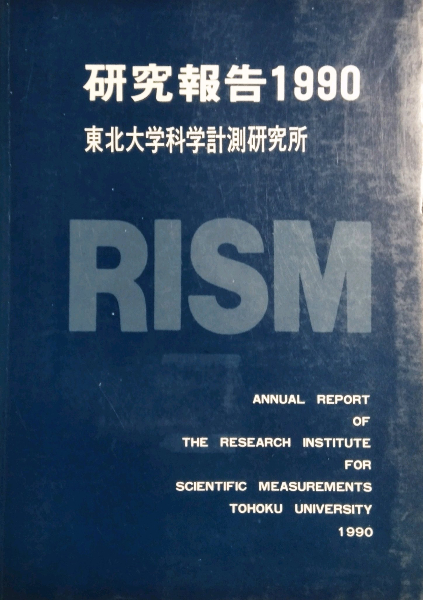 研究報告1990
東北大学科学計測研究所
RISM
ANNUAL REPORT
OF
THE RESEARCH INSTITUTE
FOR
SCIENTIFIC MEASUREMENTS
TOHOKU UNIVERSITY
1990